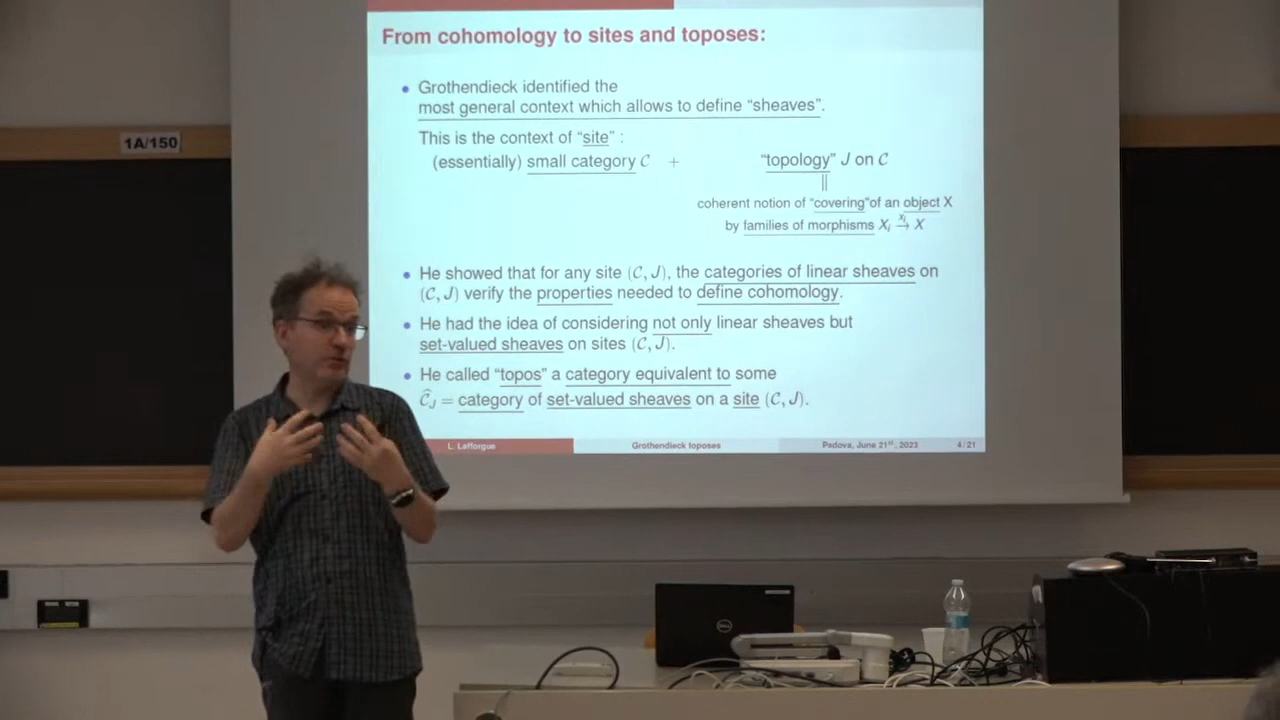 From cohomology to sites and toposes:
1A/150
• Grothendieck identified the
most general context which allows to define “sheaves”.
This is the context of “site” :
(essentially) small category C + “topology” J on C
||
coherent notion of “covering”of an object X
by families of morphisms Xᵢ →^{xᵢ} X
• He showed that for any site (C, J), the categories of linear sheaves on
(C, J) verify the properties needed to define cohomology.
• He had the idea of considering not only linear sheaves but
set-valued sheaves on sites (C, J).
• He called “topos” a category equivalent to some
Ĉ_J = category of set-valued sheaves on a site (C, J).
L. Lafforgue Grothendieck toposes Padova, June 21st, 2023 4/21
DELL